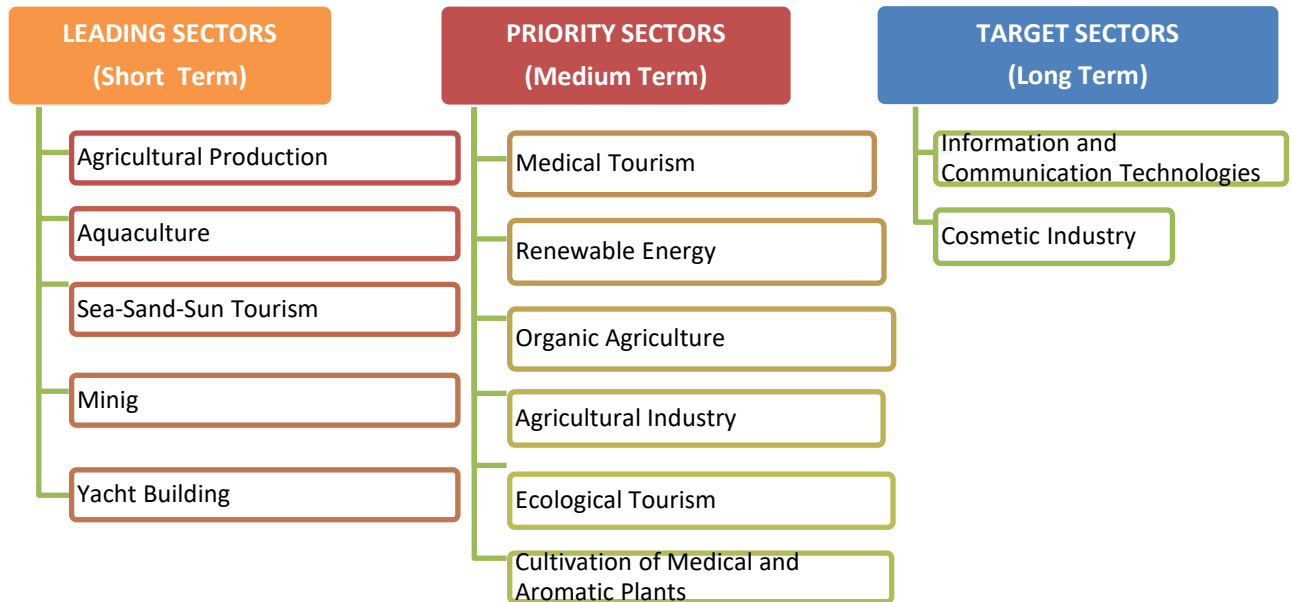 LEADING SECTORS
(Short Term)
Agricultural Production
Aquaculture
Sea-Sand-Sun Tourism
Minig
Yacht Building
PRIORITY SECTORS
(Medium Term)
Medical Tourism
Renewable Energy
Organic Agriculture
Agricultural Industry
Ecological Tourism
Cultivation of Medical and
Aromatic Plants
TARGET SECTORS
(Long Term)
Information and
Communication Technologies
Cosmetic Industry